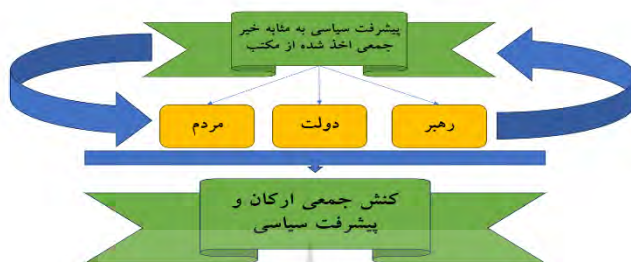 پیشرفت سیاسی به مثابه خیر
جمعی اخذ شده از مکتب
رهبر
دولت
مردم
کنش جمعی ارکان و
پیشرفت سیاسی